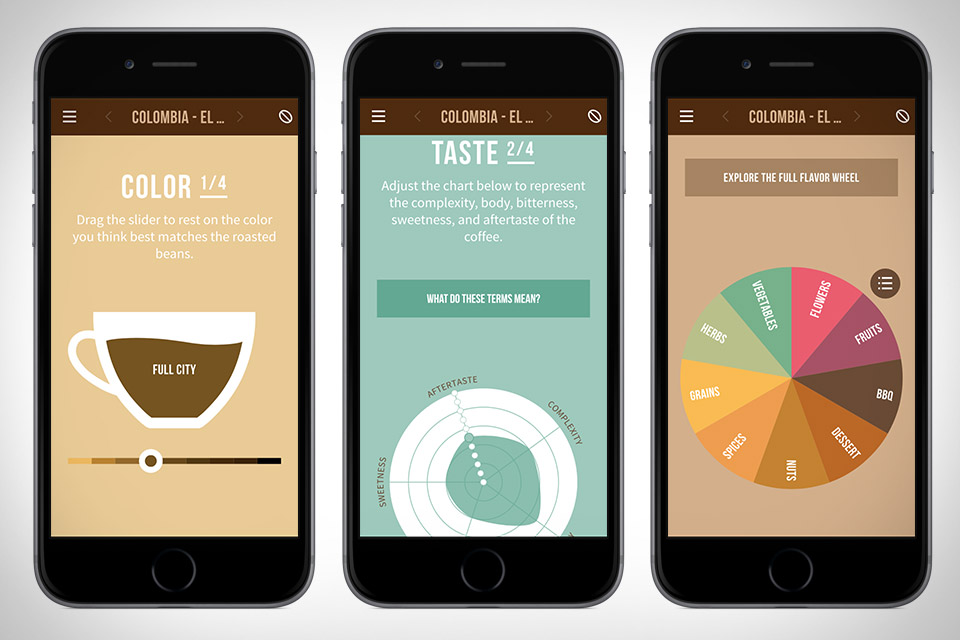 COLOMBIA - EL ...
COLOR 1/4
Drag the slider to rest on the color
you think best matches the roasted
beans.
FULL CITY
COLOMBIA - EL ...
TASTE 2/4
Adjust the chart below to represent
the complexity, body, bitterness,
sweetness, and aftertaste of the
coffee.
WHAT DO THESE TERMS MEAN?
AFTERTASTE
COMPLEXITY
SWEETNESS
COLOMBIA - EL ...
EXPLORE THE FULL FLAVOR WHEEL
FLOWERS
FRUITS
BBQ
DESSERT
NUTS
SPICES
GRAINS
HERBS
VEGETABLES